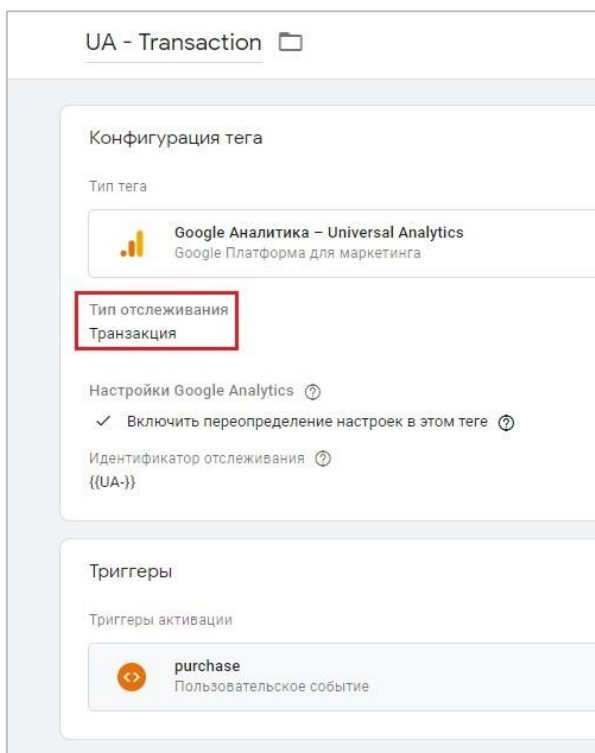 UA - Transaction
Конфигурация тега
Тип тега
Google Аналитика – Universal Analytics
Google Платформа для маркетинга
Тип отслеживания
Транзакция
Настройки Google Analytics
Включить переопределение настроек в этом теге
Идентификатор отслеживания
{{UA-}}
Триггеры
Триггеры активации
purchase
Пользовательское событие